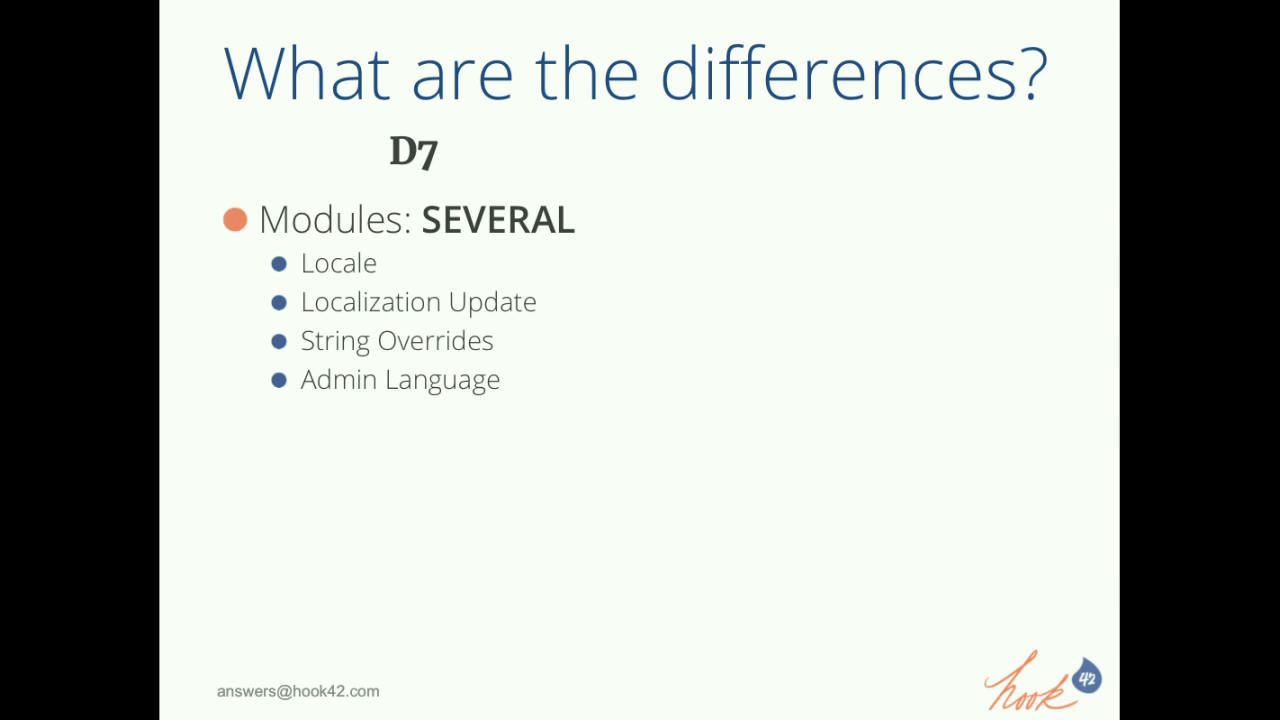 What are the differences?
D7
Modules: SEVERAL
Locale
Localization Update
String Overrides
Admin Language
answers@hook42.com
hook 42